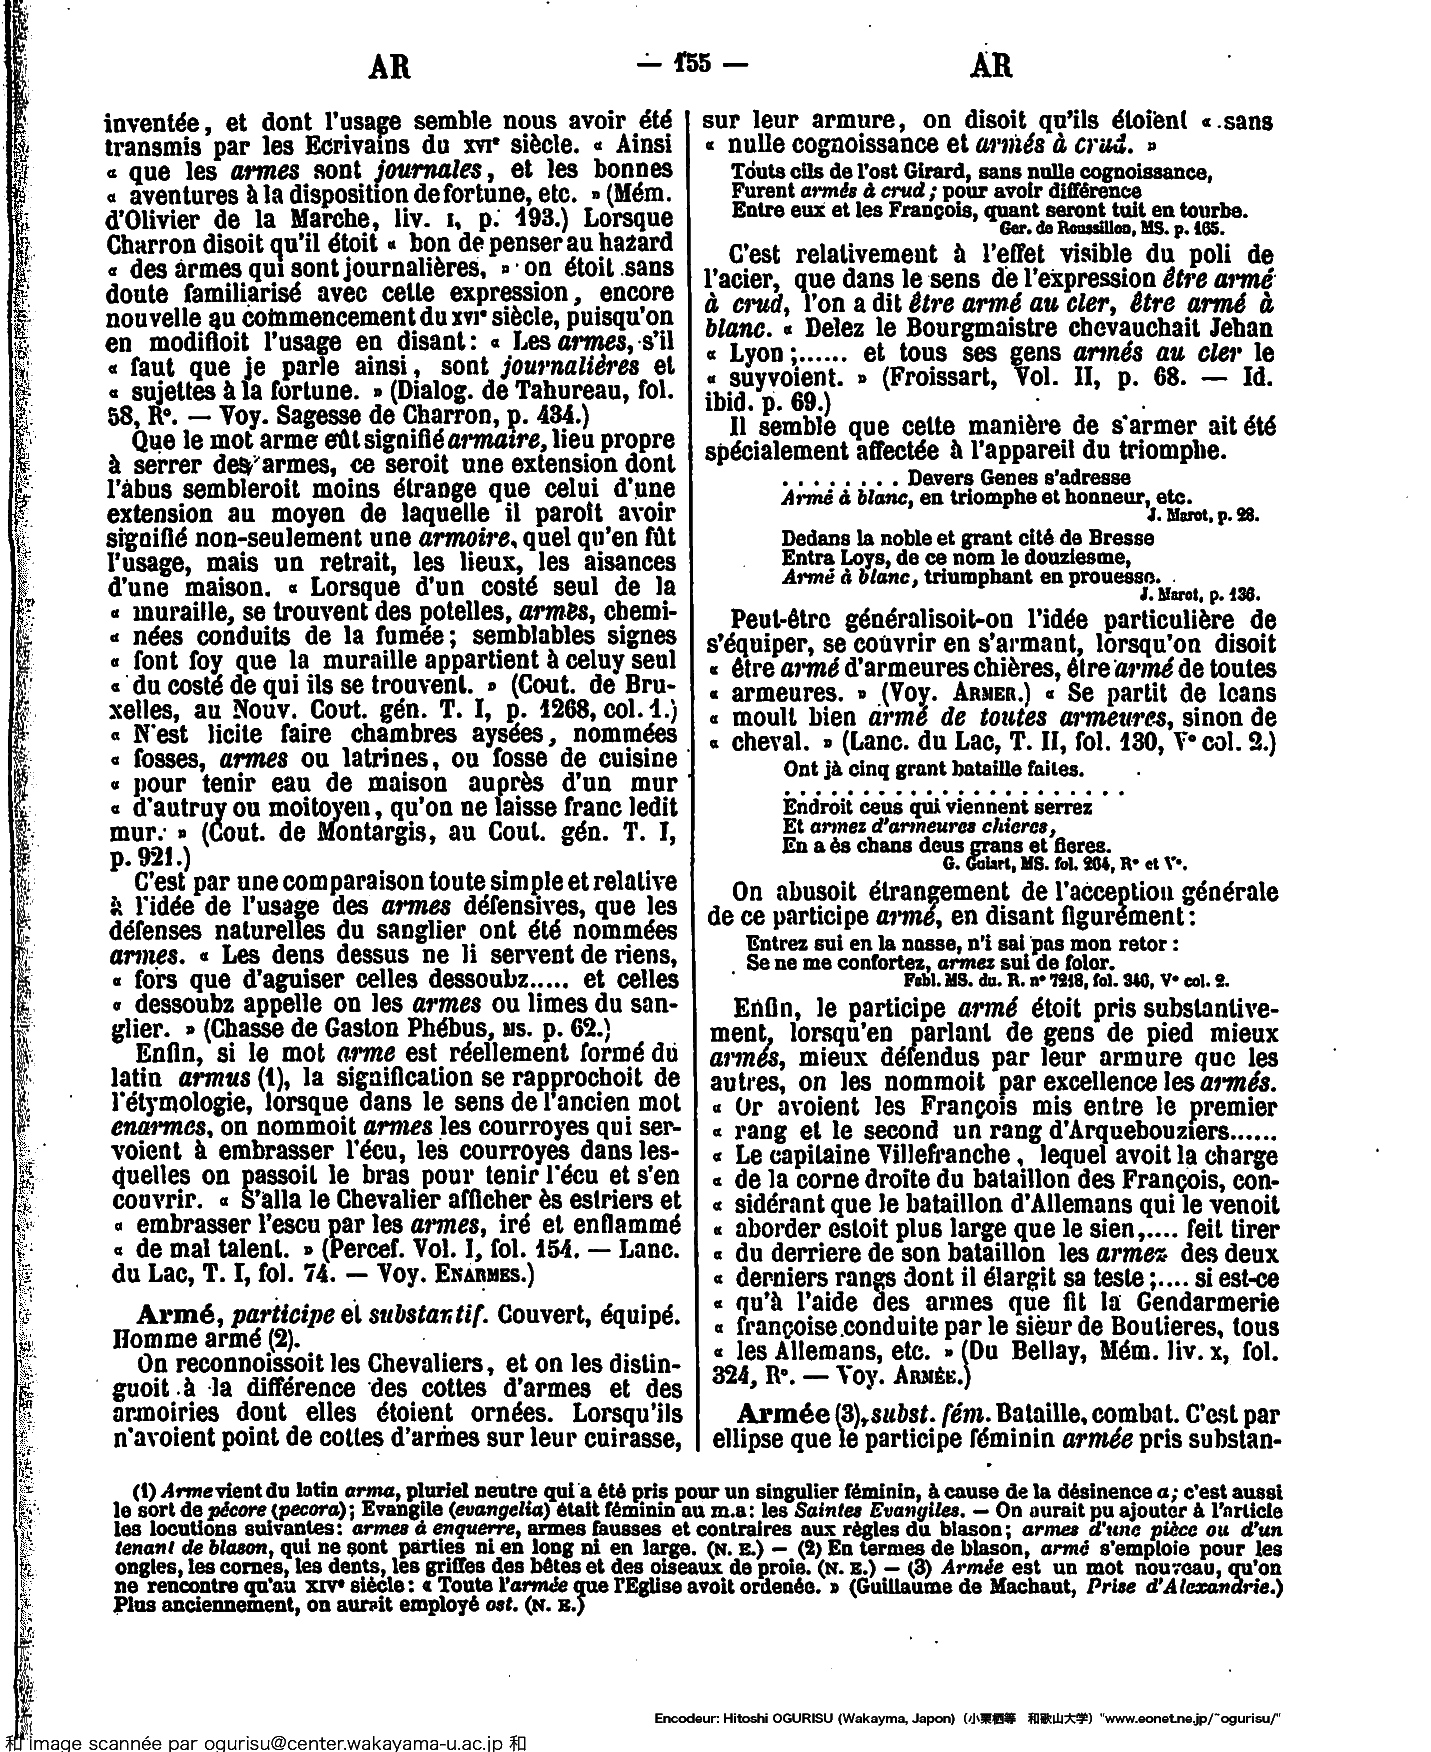 AR — 155 — AR
inventée, et dont l'usage semble nous avoir été
transmis par les Ecrivains du XVIᵉ siècle. « Ainsi
« que les armes sont journales, et les bonnes
« aventures à la disposition de fortune, etc. » (Mém.
d'Olivier de la Marche, liv. I, p. 193.) Lorsque
Charron disoit qu'il étoit « bon de penser au hazard
« des armes qui sont journalières, » on étoit sans
doute familiarisé avec cette expression, encore
nouvelle au commencement du XVIᵉ siècle, puisqu'on
en modifioit l'usage en disant : « Les armes, s'il
« faut que je parle ainsi, sont journalières et
« sujettes à la fortune. » (Dialog. de Tahureau, fol.
58, R°. — Voy. Sagesse de Charron, p. 434.)
Que le mot arme eût signifié armaire, lieu propre
à serrer des armes, ce seroit une extension dont
l'abus sembleroit moins étrange que celui d'une
extension au moyen de laquelle il paroît avoir
signifié non-seulement une armoire, quel qu'en fût
l'usage, mais un retrait, les lieux, les aisances
d'une maison. « Lorsque d'un costé seul de la
« muraille, se trouvent des potelles, armes, chemi-
« nées conduits de la fumée ; semblables signes
« font foy que la muraille appartient à celuy seul
« du costé de qui ils se trouvent. » (Cout. de Bru-
xelles, au Nouv. Cout. gén. T. I, p. 1268, col. 1.)
« N'est licite faire chambres aysées, nommées
« fosses, armes ou latrines, ou fosse de cuisine
« pour tenir eau de maison auprès d'un mur
« d'autruy ou moitoyen, qu'on ne laisse franc ledit
mur. » (Cout. de Montargis, au Cout. gén. T. I,
p. 921.)
C'est par une comparaison toute simple et relative
à l'idée de l'usage des armes défensives, que les
défenses naturelles du sanglier ont été nommées
armes. « Les dens dessus ne li servent de riens,
« fors que d'aguiser celles dessoubz..... et celles
« dessoubz appelle on les armes ou limes du san-
glier. » (Chasse de Gaston Phébus, MS. p. 62.)
Enfin, si le mot arme est réellement formé du
latin armus (1), la signification se rapprochoit de
l'étymologie, lorsque dans le sens de l'ancien mot
enarmes, on nommoit armes les courroyes qui ser-
voient à embrasser l'écu, les courroyes dans les-
quelles on passoit le bras pour tenir l'écu et s'en
couvrir. « S'alla le Chevalier afficher ès estriers et
« embrasser l'escu par les armes, iré et enflammé
« de mal talent. » (Percef. Vol. I, fol. 154. — Lanc.
du Lac, T. I, fol. 74. — Voy. ENARMES.)
Armé, participe et substantif. Couvert, équipé.
Homme armé (2).
On reconnoissoit les Chevaliers, et on les distin-
guoit à la différence des cottes d'armes et des
armoiries dont elles étoient ornées. Lorsqu'ils
n'avoient point de cottes d'armes sur leur cuirasse,
sur leur armure, on disoit qu'ils étoient « sans
« nulle cognoissance et armés à crud. »
Touts cils de l'ost Girard, sans nulle cognoissance,
Furent armés à crud ; pour avoir différence
Entre eux et les François, quant seront tuit en tourbe.
Ger. de Roussillon, MS. p. 165.
C'est relativement à l'effet visible du poli de
l'acier, que dans le sens de l'expression être armé
à crud, l'on a dit être armé au cler, être armé à
blanc. « Delez le Bourgmaistre chevauchait Jehan
« Lyon ;...... et tous ses gens armés au cler le
« suyvoient. » (Froissart, Vol. II, p. 68. — Id.
ibid. p. 69.)
Il semble que cette manière de s'armer ait été
spécialement affectée à l'appareil du triomphe.
. . . . . . . . Devers Genes s'adresse
Armé à blanc, en triomphe et honneur, etc.
J. Marot, p. 28.
Dedans la noble et grant cité de Bresse
Entra Loys, de ce nom le douziesme,
Armé à blanc, triumphant en prouesse.
J. Marot, p. 136.
Peut-être généralisoit-on l'idée particulière de
s'équiper, se couvrir en s'armant, lorsqu'on disoit
« être armé d'armeures chières, être armé de toutes
« armeures. » (Voy. ARMER.) « Se partit de leans
« moult bien armé de toutes armeures, sinon de
« cheval. » (Lanc. du Lac, T. II, fol. 130, V° col. 2.)
Ont jà cinq grant bataille faites.
. . . . . . . . . . . . . . . . . . . . . .
Endroit ceus qui viennent serrez
Et armez d'armeures chieres,
En a ès chans deus grans et fieres.
G. Guiart, MS. fol. 264, R° et V°.
On abusoit étrangement de l'acception générale
de ce participe armé, en disant figurément :
Entrez sui en la nasse, n'i sai pas mon retor :
Se ne me confortez, armez sui de folor.
Fabl. MS. du. R. n° 7218, fol. 340, V° col. 2.
Enfin, le participe armé étoit pris substantive-
ment, lorsqu'en parlant de gens de pied mieux
armés, mieux défendus par leur armure que les
autres, on les nommoit par excellence les armés.
« Or avoient les François mis entre le premier
« rang et le second un rang d'Arquebouziers......
« Le capitaine Villefranche, lequel avoit la charge
« de la corne droite du bataillon des François, con-
« sidérant que le bataillon d'Allemans qui le venoit
« aborder estoit plus large que le sien,.... feit tirer
« du derriere de son bataillon les armez des deux
« derniers rangs dont il élargit sa teste ;.... si est-ce
« qu'à l'aide des armes que fit la Gendarmerie
« françoise conduite par le sieur de Boutieres, tous
« les Allemans, etc. » (Du Bellay, Mém. liv. X, fol.
324, R°. — Voy. ARMÉE.)
Armée (3), subst. fém. Bataille, combat. C'est par
ellipse que le participe féminin armée pris substan-
(1) Arme vient du latin arma, pluriel neutre qui a été pris pour un singulier féminin, à cause de la désinence a ; c'est aussi
le sort de pécore (pecora) ; Evangile (evangelia) était féminin au m.a : les Saintes Evangiles. — On aurait pu ajouter à l'article
les locutions suivantes : armes à enquerre, armes fausses et contraires aux règles du blason ; armes d'une pièce ou d'un
tenant de blason, qui ne sont parties ni en long ni en large. (N. E.) — (2) En termes de blason, armé s'emploie pour les
ongles, les cornes, les dents, les griffes des bêtes et des oiseaux de proie. (N. E.) — (3) Armée est un mot nouveau, qu'on
ne rencontre qu'au XIVᵉ siècle : « Toute l'armée que l'Eglise avoit ordenée. » (Guillaume de Machaut, Prise d'Alexandrie.)
Plus anciennement, on aurait employé ost. (N. E.)
Encodeur: Hitoshi OGURISU (Wakayma, Japon) (小栗栖等 和歌山大学) "www.eonet.ne.jp/~ogurisu/"
和 image scannée par ogurisu@center.wakayama-u.ac.jp 和